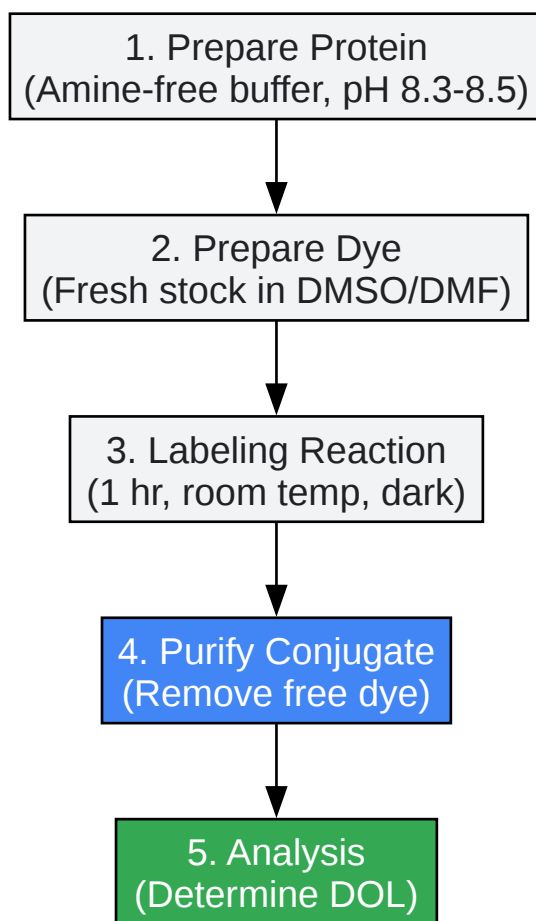 1. Prepare Protein
(Amine-free buffer, pH 8.3-8.5)
2. Prepare Dye
(Fresh stock in DMSO/DMF)
3. Labeling Reaction
(1 hr, room temp, dark)
4. Purify Conjugate
(Remove free dye)
5. Analysis
(Determine DOL)